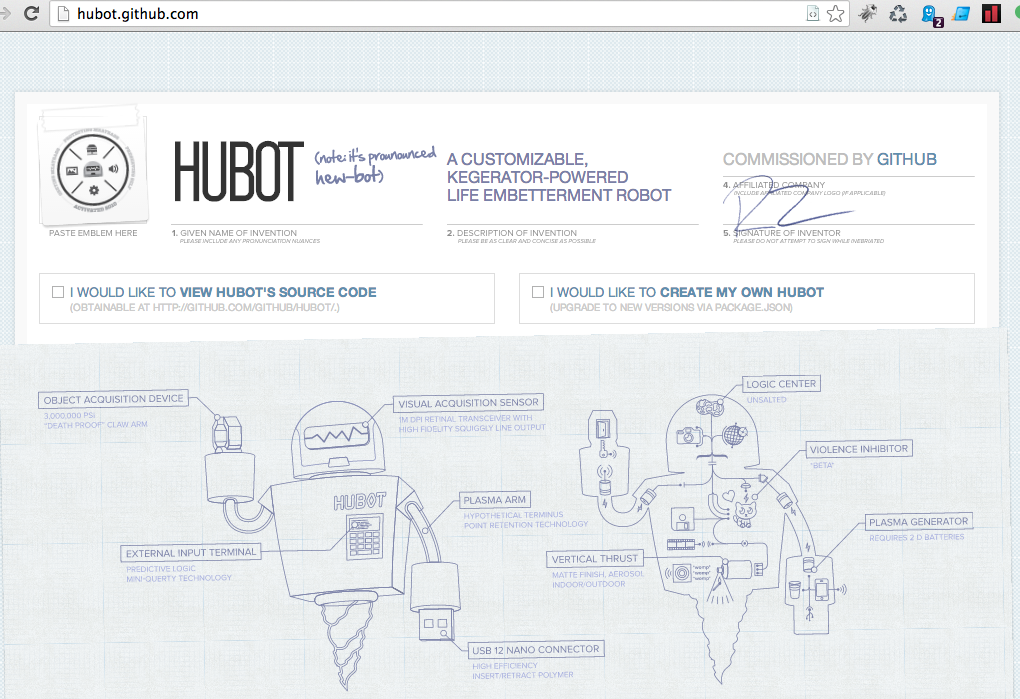 hubot.github.com
2
HUBOT
(note: it's pronounced
hew-bot)
A CUSTOMIZABLE,
KEGERATOR-POWERED
LIFE EMBETTERMENT ROBOT
COMMISSIONED BY GITHUB
4. AFFILIATED COMPANY
INCLUDE AFFILIATED COMPANY LOGO (IF APPLICABLE)
PASTE EMBLEM HERE
1. GIVEN NAME OF INVENTION
PLEASE INCLUDE ANY PRONUNCIATION NUANCES
2. DESCRIPTION OF INVENTION
PLEASE BE AS CLEAR AND CONCISE AS POSSIBLE
5. SIGNATURE OF INVENTOR
PLEASE DO NOT ATTEMPT TO SIGN WHILE INEBRIATED
I WOULD LIKE TO VIEW HUBOT'S SOURCE CODE
(OBTAINABLE AT HTTP://GITHUB.COM/GITHUB/HUBOT/.)
I WOULD LIKE TO CREATE MY OWN HUBOT
(UPGRADE TO NEW VERSIONS VIA PACKAGE.JSON)
OBJECT ACQUISITION DEVICE
3,000,000 PSI
"DEATH PROOF" CLAW ARM
VISUAL ACQUISITION SENSOR
1M DPI RETINAL TRANSCEIVER WITH
HIGH FIDELITY SQUIGGLY LINE OUTPUT
LOGIC CENTER
UNSALTED
VIOLENCE INHIBITOR
"BETA"
HUBOT
PLASMA ARM
HYPOTHETICAL TERMINUS
POINT RETENTION TECHNOLOGY
PLASMA GENERATOR
REQUIRES 2 D BATTERIES
EXTERNAL INPUT TERMINAL
PREDICTIVE LOGIC
MINI-QUERTY TECHNOLOGY
VERTICAL THRUST
MATTE FINISH, AEROSOL
INDOOR/OUTDOOR
"womp"
"womp"
"womp"
USB 12 NANO CONNECTOR
HIGH EFFICIENCY
INSERT/RETRACT POLYMER